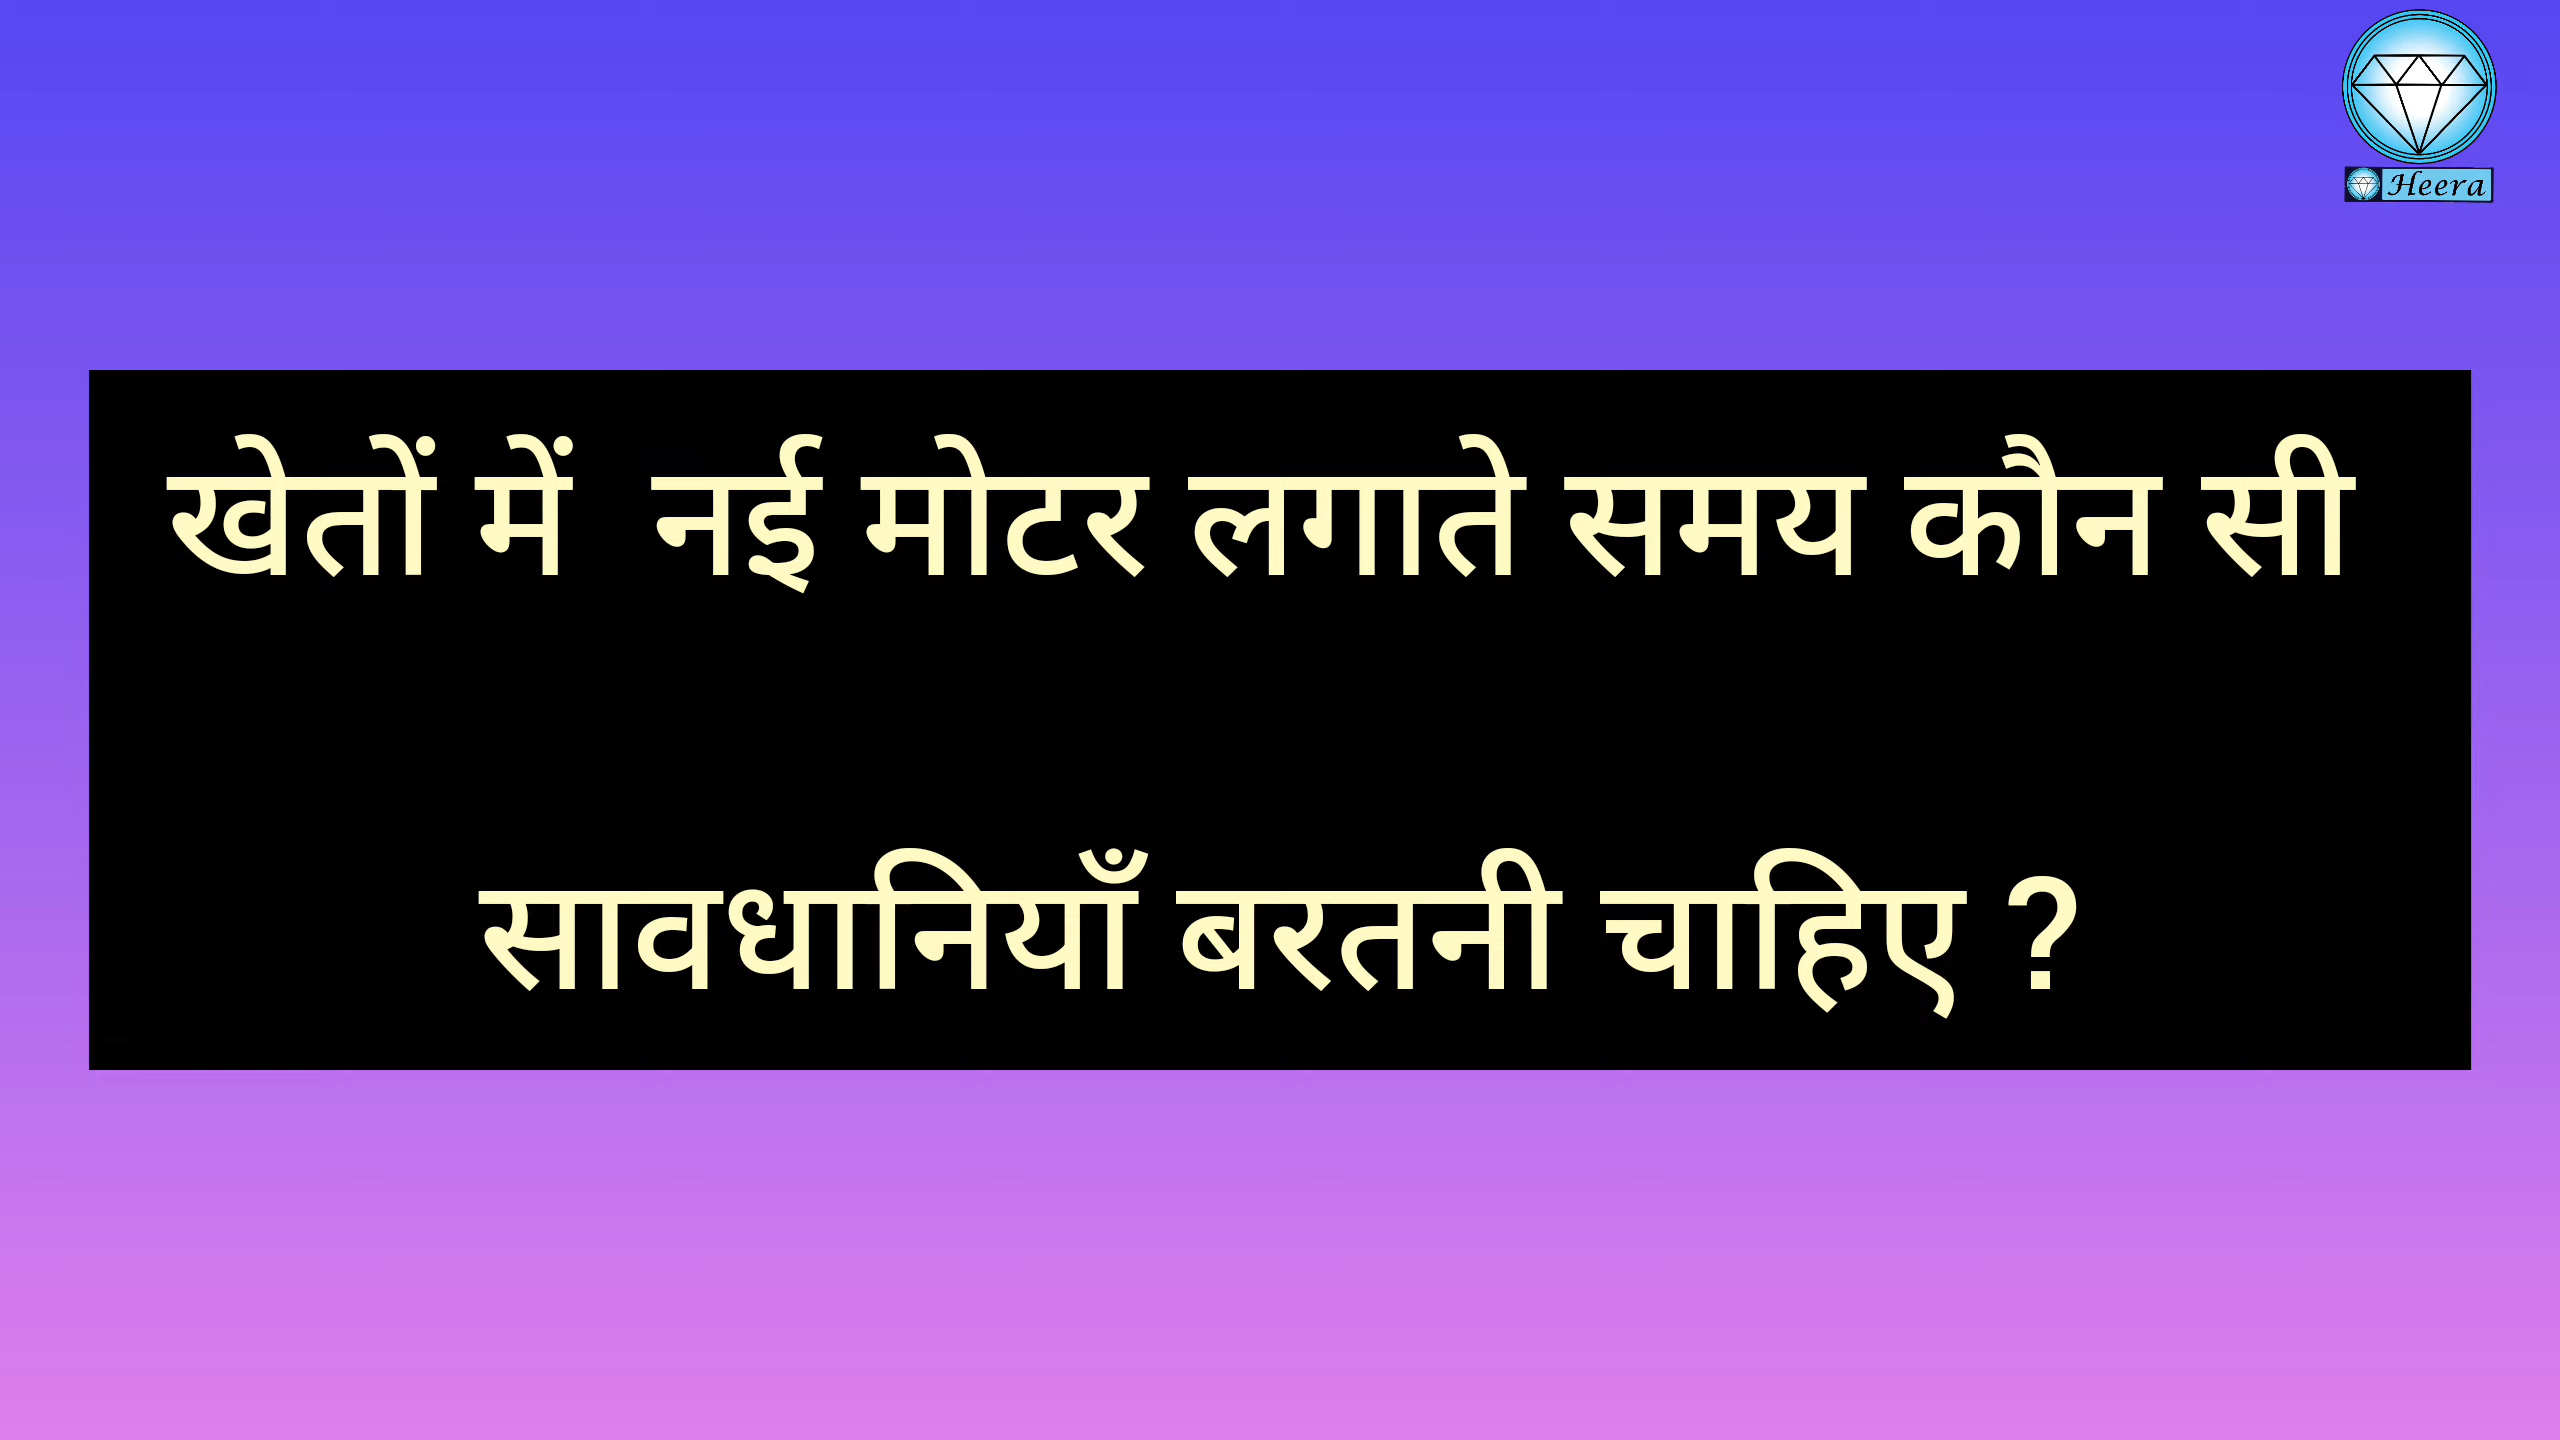 Heera
खेतों में  नई मोटर लगाते समय कौन सी
सावधानियाँ बरतनी चाहिए ?